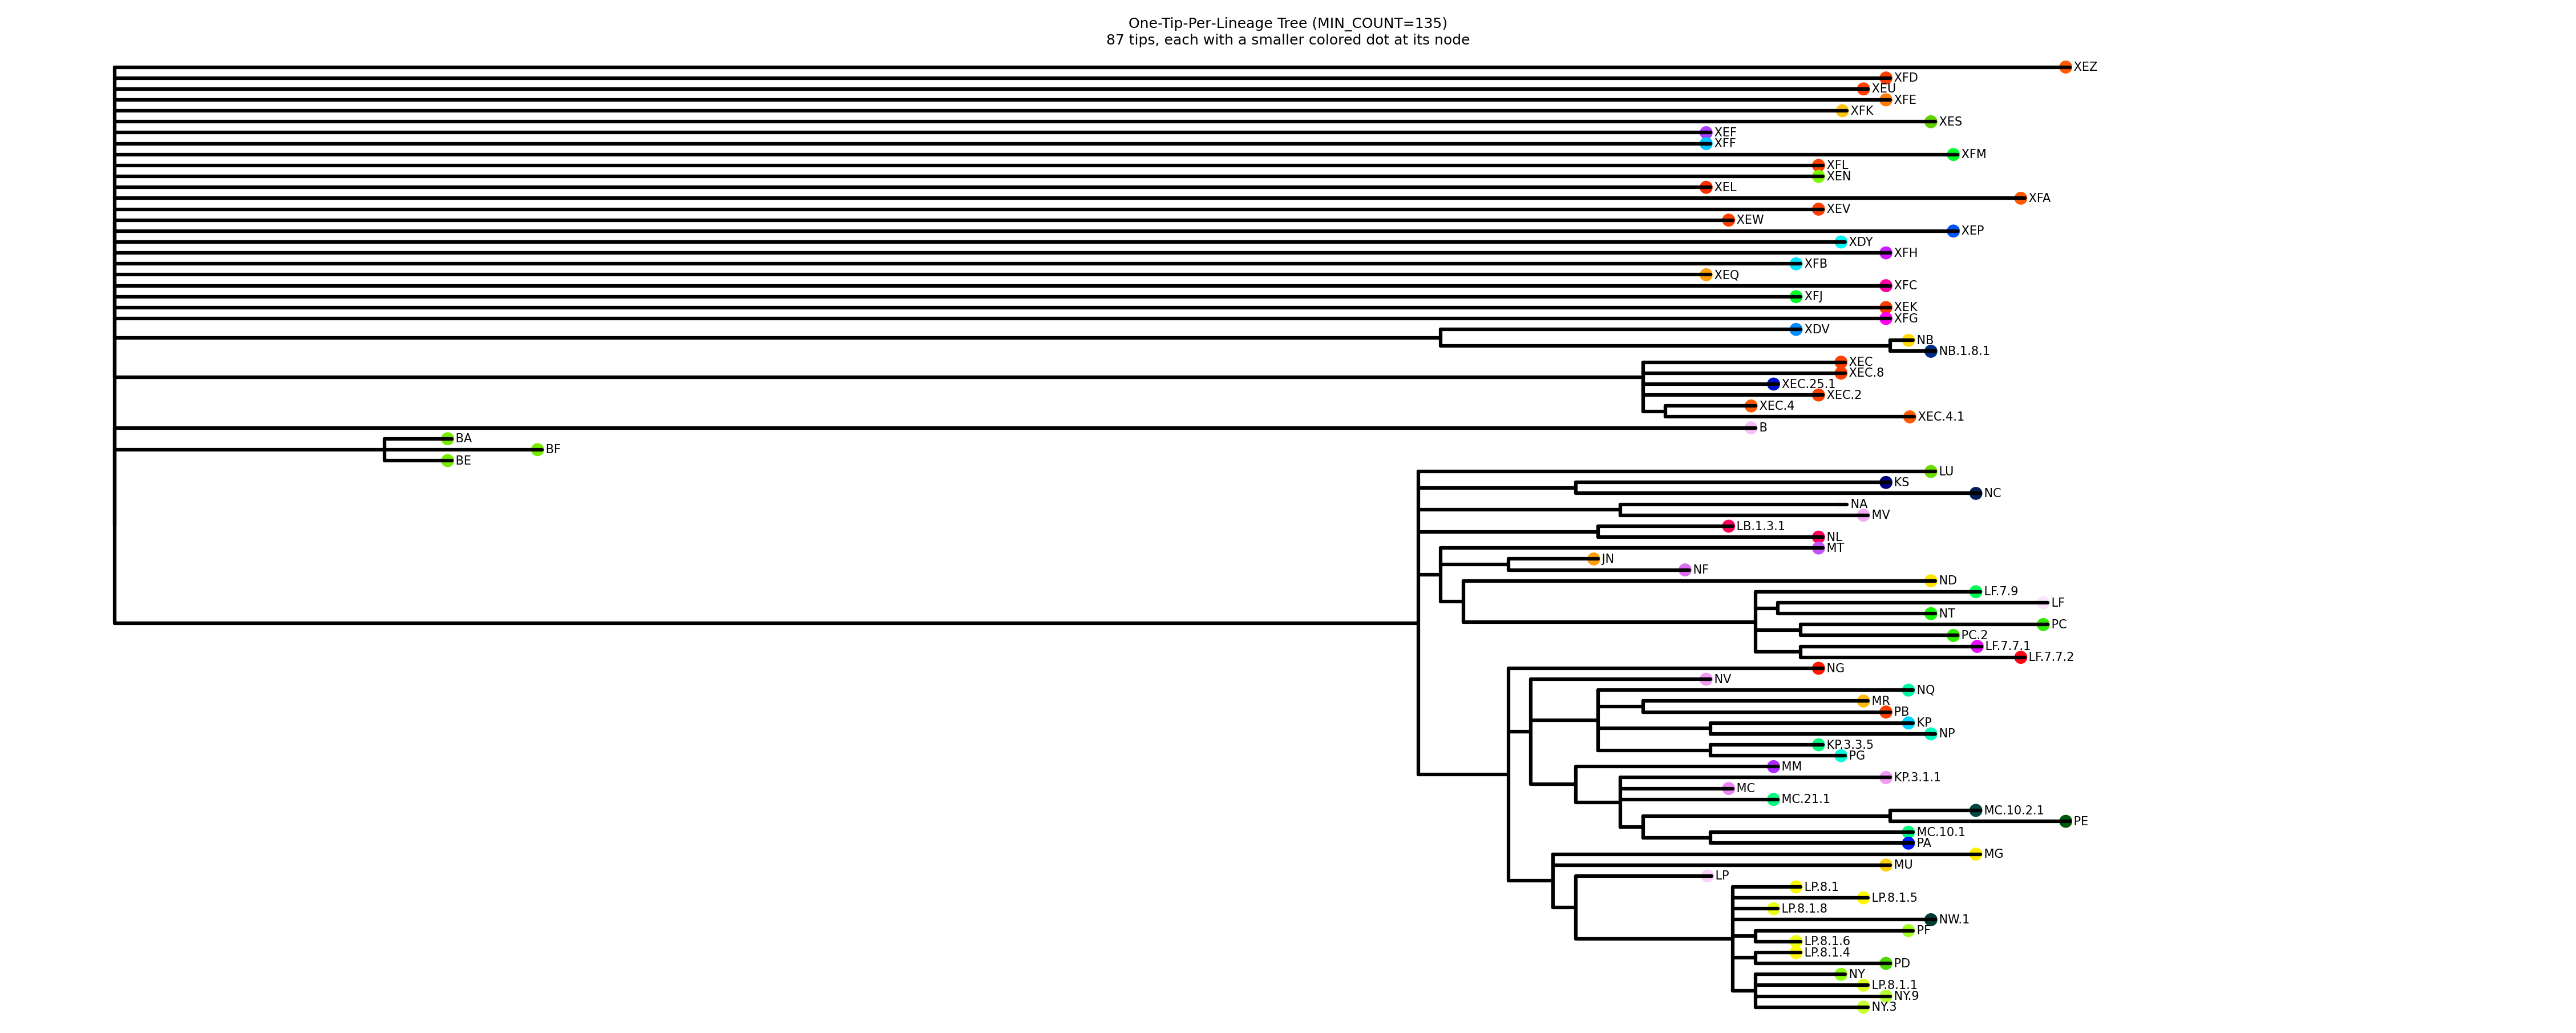 One-Tip-Per-Lineage Tree (MIN_COUNT=135)
87 tips, each with a smaller colored dot at its node
XEZ
XFD
XEU
XFE
XFK
XES
XEF
XFF
XFM
XFL
XEN
XEL
XFA
XEV
XEW
XEP
XDY
XFH
XFB
XEQ
XFC
XFJ
XEK
XFG
XDV
NB
NB.1.8.1
XEC
XEC.8
XEC.25.1
XEC.2
XEC.4
XEC.4.1
B
BA
BF
BE
LU
KS
NC
NA
MV
LB.1.3.1
NL
MT
JN
NF
ND
LF.7.9
LF
NT
PC
PC.2
LF.7.7.1
LF.7.7.2
NG
NV
NQ
MR
PB
KP
NP
KP.3.3.5
PG
MM
KP.3.1.1
MC
MC.21.1
MC.10.2.1
PE
MC.10.1
PA
MG
MU
LP
LP.8.1
LP.8.1.5
LP.8.1.8
NW.1
PF
LP.8.1.6
LP.8.1.4
PD
NY
LP.8.1.1
NY.9
NY.3